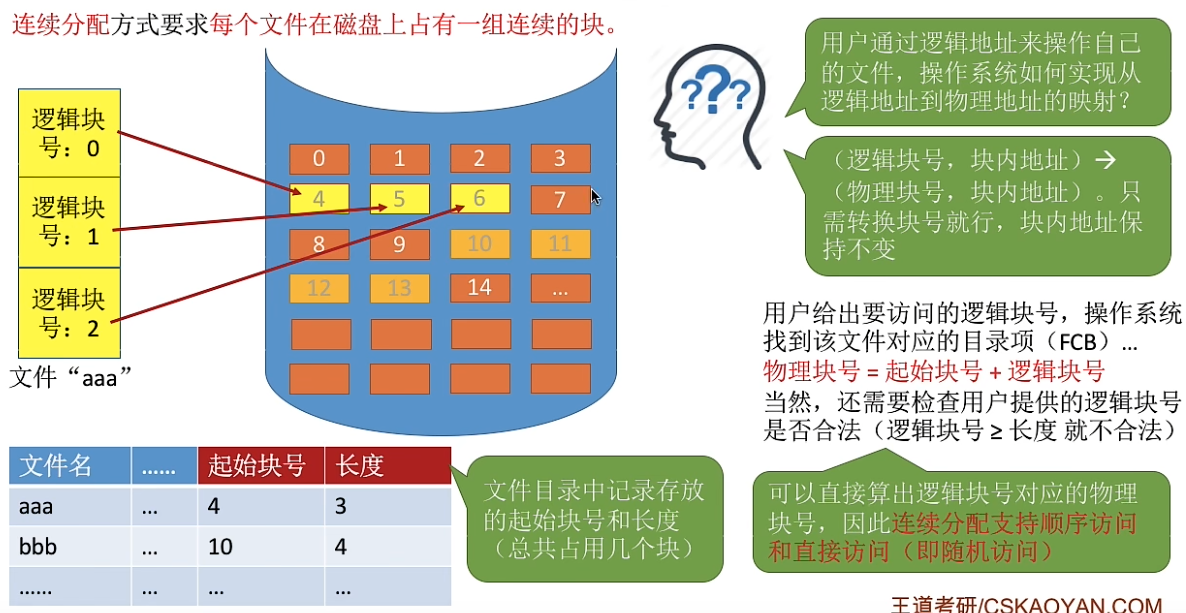 连续分配方式要求每个文件在磁盘上占有一组连续的块。
逻辑块
号：0
逻辑块
号：1
逻辑块
号：2
文件“aaa”
0 1 2 3
4 5 6 7
8 9 10 11
12 13 14 ...
???
用户通过逻辑地址来操作自己
的文件，操作系统如何实现从
逻辑地址到物理地址的映射？
（逻辑块号，块内地址）→
（物理块号，块内地址）。只
需转换块号就行，块内地址保
持不变
用户给出要访问的逻辑块号，操作系统
找到该文件对应的目录项（FCB）...
物理块号 = 起始块号 + 逻辑块号
当然，还需要检查用户提供的逻辑块号
是否合法（逻辑块号 ≥ 长度 就不合法）
文件名 …… 起始块号 长度
aaa ... 4 3
bbb ... 10 4
…… ... ... ...
文件目录中记录存放
的起始块号和长度
（总共占用几个块）
可以直接算出逻辑块号对应的物理
块号，因此连续分配支持顺序访问
和直接访问（即随机访问）
王道考研/CSKAOYAN.COM